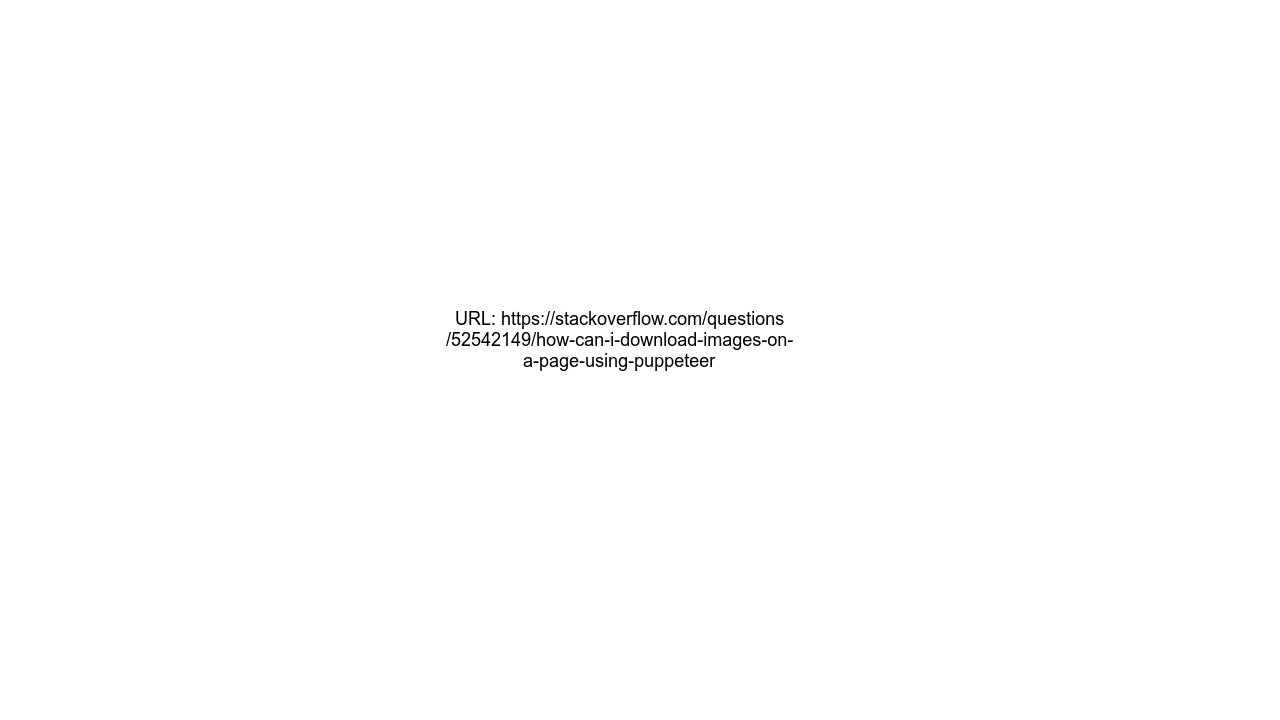 URL: https://stackoverflow.com/questions
/52542149/how-can-i-download-images-on-
a-page-using-puppeteer